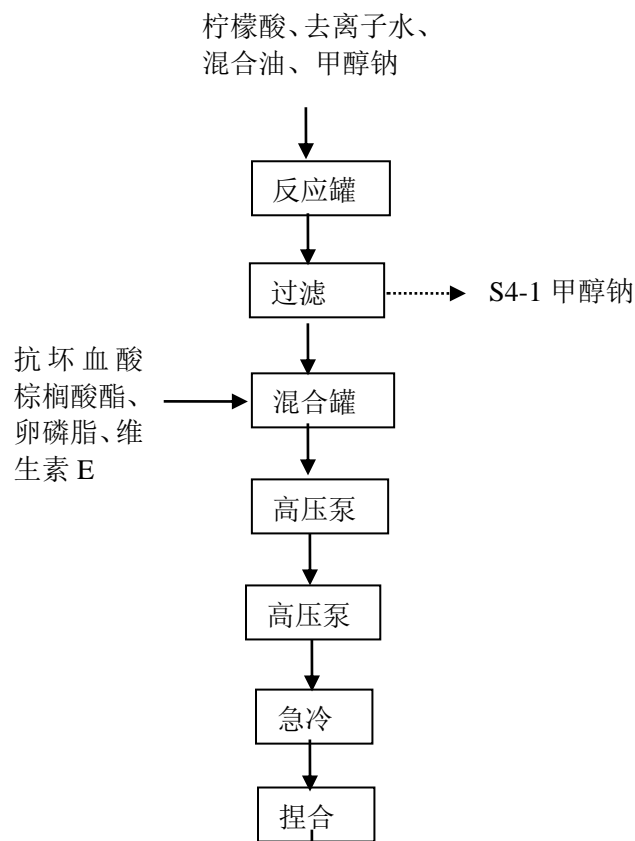 柠檬酸、去离子水、
混合油、甲醇钠
反应罐
过滤
S4-1 甲醇钠
抗坏血酸
棕榈酸酯、
卵磷脂、维
生素 E
混合罐
高压泵
高压泵
急冷
捏合